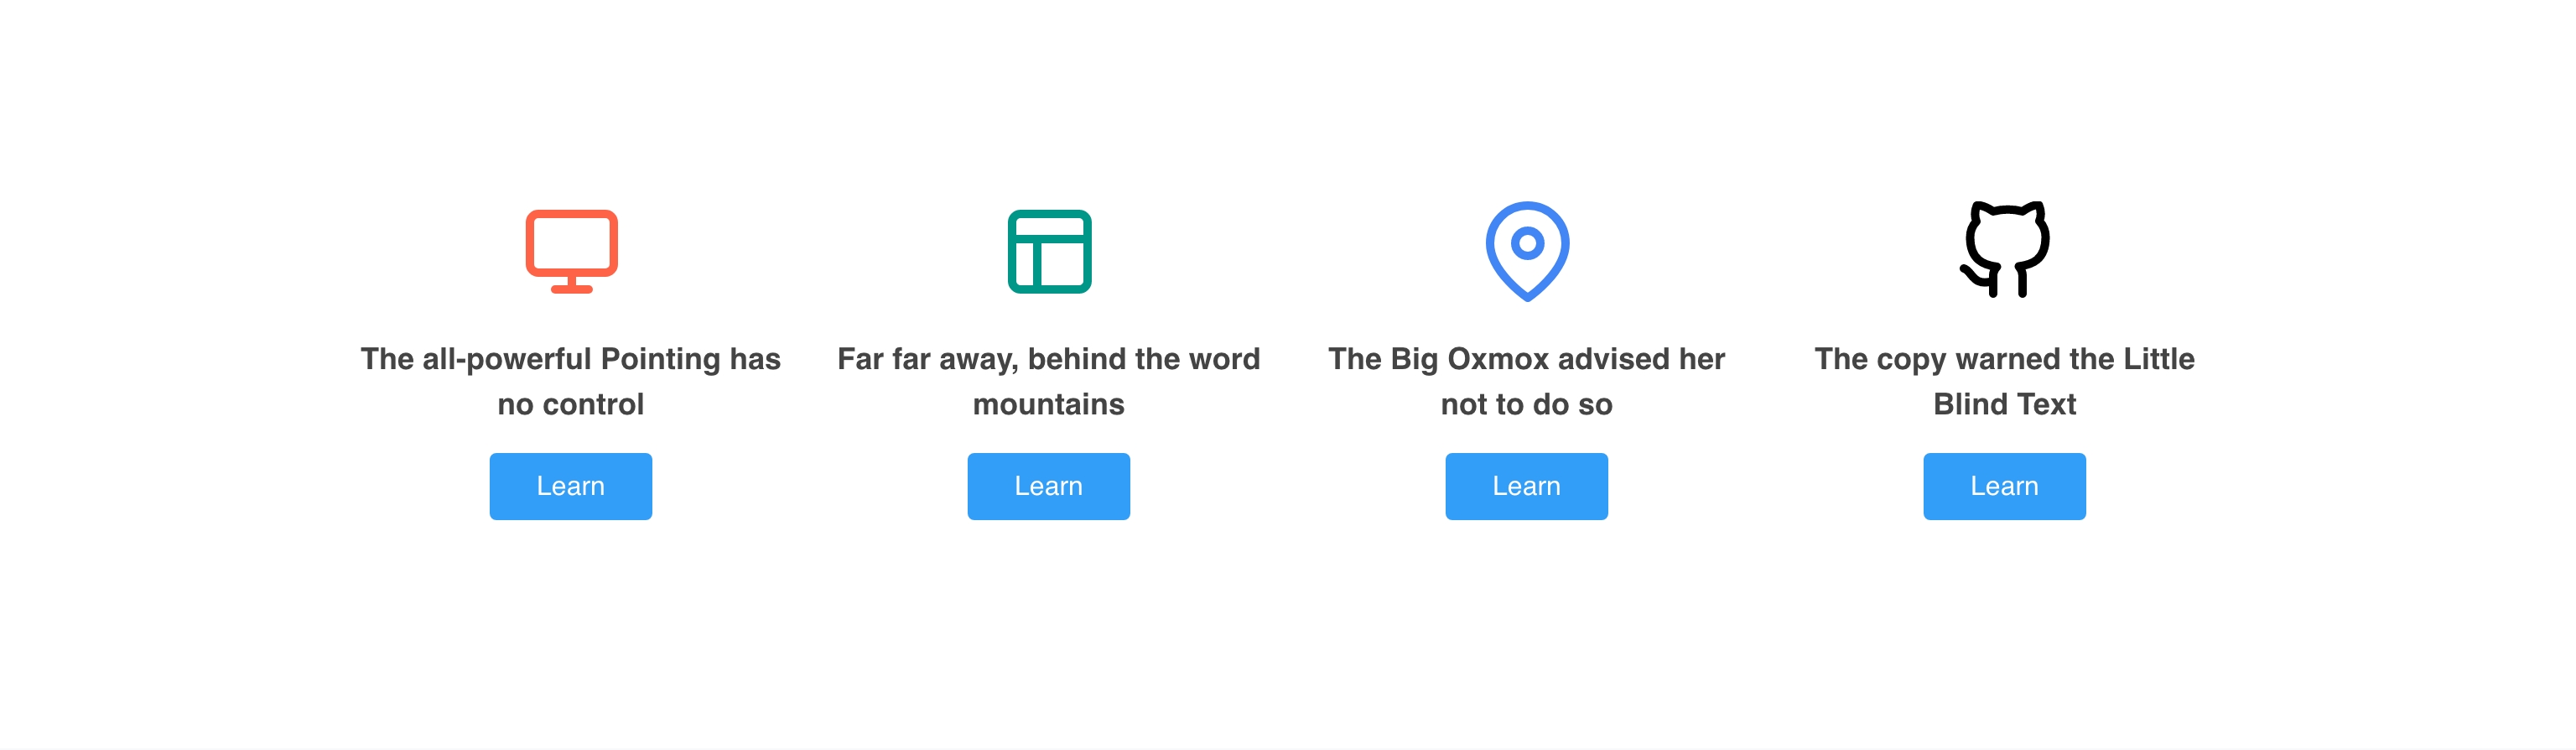 The all-powerful Pointing has
no control
Learn
Far far away, behind the word
mountains
Learn
The Big Oxmox advised her
not to do so
Learn
The copy warned the Little
Blind Text
Learn